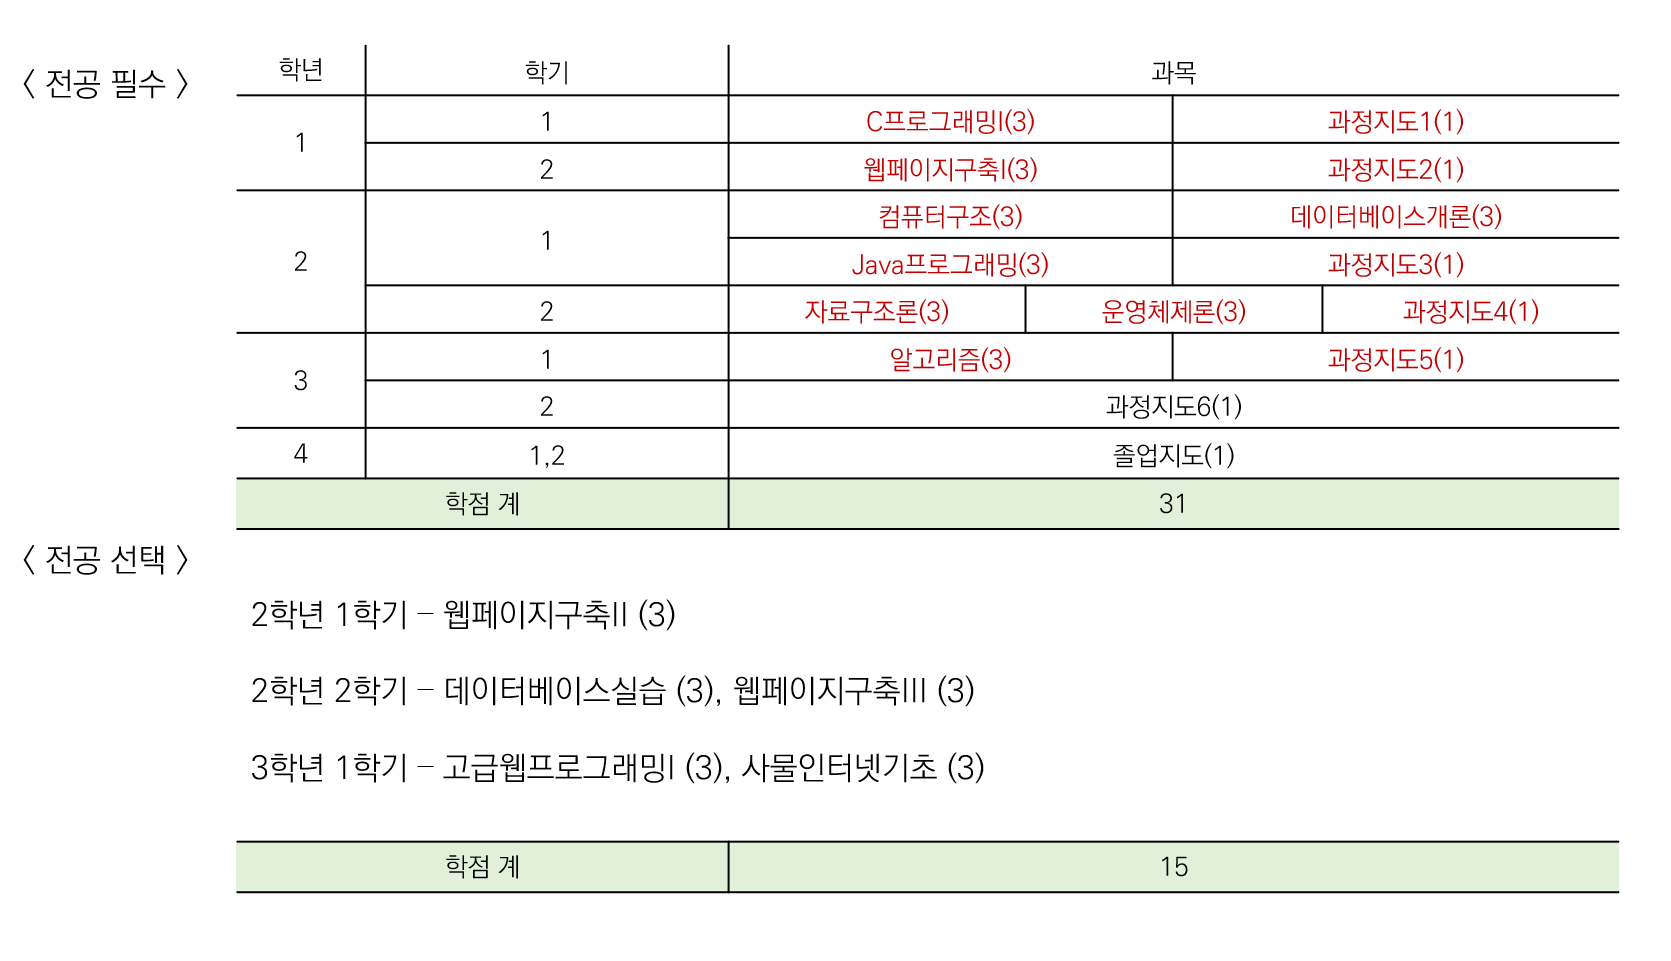 〈 전공 필수 〉
학년 학기 과목
1 1 C프로그래밍I(3) 과정지도1(1)
2 웹페이지구축I(3) 과정지도2(1)
2 1 컴퓨터구조(3) 데이터베이스개론(3)
Java프로그래밍(3) 과정지도3(1)
2 자료구조론(3) 운영체제론(3) 과정지도4(1)
3 1 알고리즘(3) 과정지도5(1)
2 과정지도6(1)
4 1,2 졸업지도(1)
학점 계 31
〈 전공 선택 〉
2학년 1학기 – 웹페이지구축II (3)
2학년 2학기 – 데이터베이스실습 (3), 웹페이지구축III (3)
3학년 1학기 – 고급웹프로그래밍I (3), 사물인터넷기초 (3)
학점 계 15